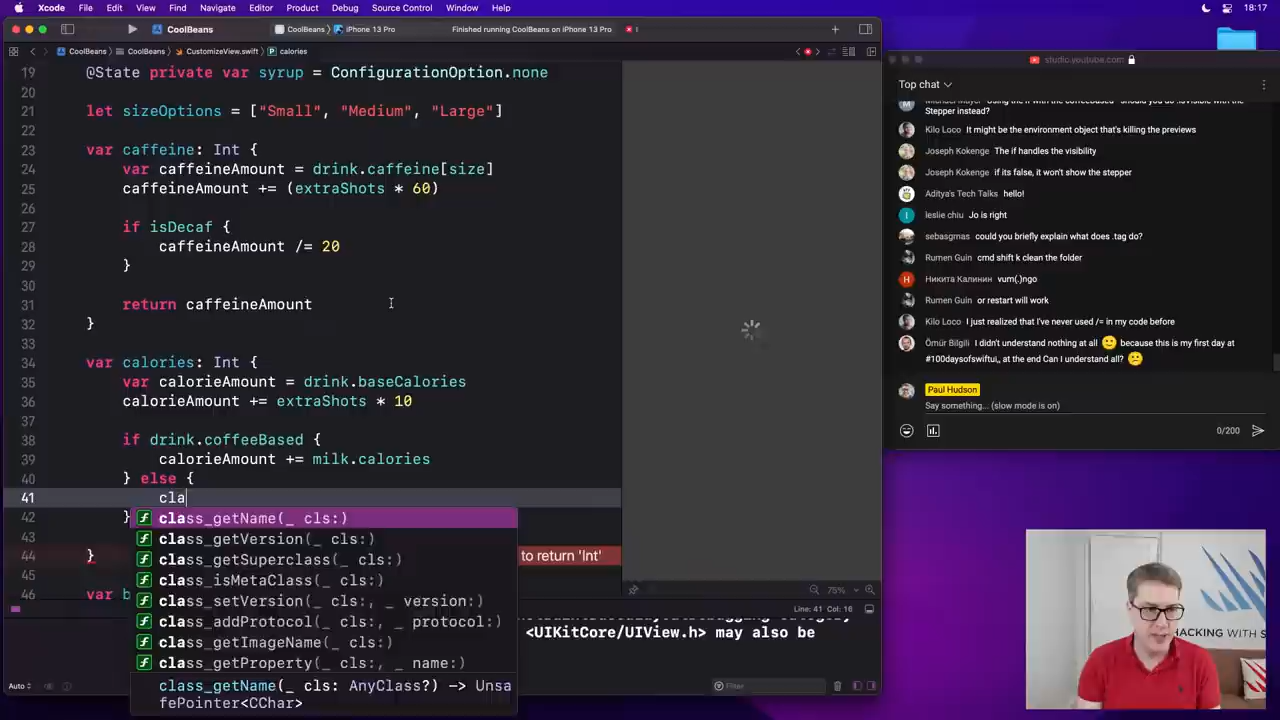 Xcode File Edit View Find Navigate Editor Product Debug Source Control Window Help 18:17
CoolBeans CoolBeans iPhone 13 Pro Finished running CoolBeans on iPhone 13 Pro
CoolBeans CoolBeans CustomizeView.swift calories
19 @State private var syrup = ConfigurationOption.none
20
21 let sizeOptions = ["Small", "Medium", "Large"]
22
23 var caffeine: Int {
24 var caffeineAmount = drink.caffeine[size]
25 caffeineAmount += (extraShots * 60)
26
27 if isDecaf {
28 caffeineAmount /= 20
29 }
30
31 return caffeineAmount
32 }
33
34 var calories: Int {
35 var calorieAmount = drink.baseCalories
36 calorieAmount += extraShots * 10
37
38 if drink.coffeeBased {
39 calorieAmount += milk.calories
40 } else {
41 cla
42 }
43
44 } to return 'Int'
45
46 var b
class_getName(_ cls:)
class_getVersion(_ cls:)
class_getSuperclass(_ cls:)
class_isMetaClass(_ cls:)
class_setVersion(_ cls:, _ version:)
class_addProtocol(_ cls:, _ protocol:)
class_getImageName(_ cls:)
class_getProperty(_ cls:, _ name:)
class_getName(_ cls: AnyClass?) -> Unsa
fePointer<CChar>
75%
Line: 41 Col: 16
<UIKitCore/UIView.h> may also be
Auto
Filter
studio.youtube.com
Top chat
Stepper instead?
Kilo Loco It might be the environment object that's killing the previews
Joseph Kokenge The if handles the visibility
Joseph Kokenge if its false, it won't show the stepper
Aditya's Tech Talks hello!
leslie chiu Jo is right
sebasgmas could you briefly explain what does .tag do?
Rumen Guin cmd shift k clean the folder
Никита Калинин vum(.)ngo
Rumen Guin or restart will work
Kilo Loco I just realized that I've never used /= in my code before
Ömür Bilgili I didn't understand nothing at all 🙂 because this is my first day at
#100daysofswiftui,, at the end Can I understand all? 😕
Paul Hudson
Say something... (slow mode is on)
0/200
HACKING WITH S